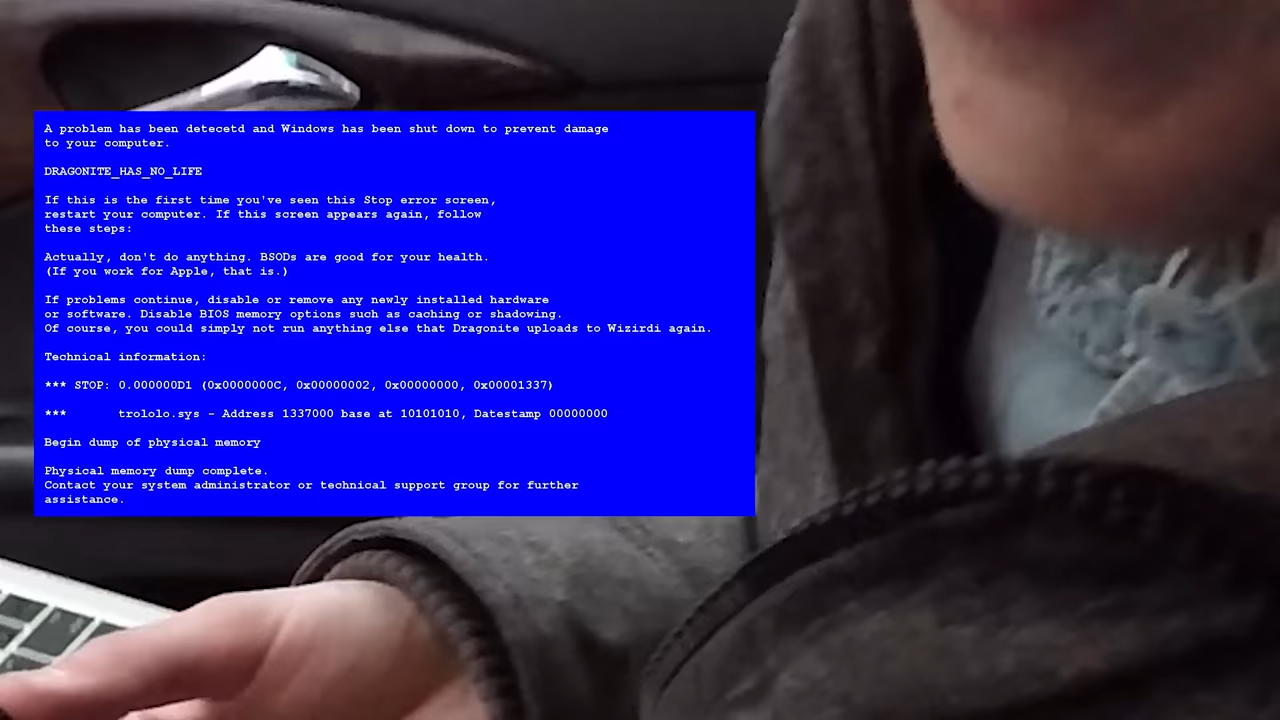 A problem has been detecetd and Windows has been shut down to prevent damage
to your computer.
DRAGONITE_HAS_NO_LIFE
If this is the first time you've seen this Stop error screen,
restart your computer. If this screen appears again, follow
these steps:
Actually, don't do anything. BSODs are good for your health.
(If you work for Apple, that is.)
If problems continue, disable or remove any newly installed hardware
or software. Disable BIOS memory options such as caching or shadowing.
Of course, you could simply not run anything else that Dragonite uploads to Wizirdi again.
Technical information:
*** STOP: 0.000000D1 (0x0000000C, 0x00000002, 0x00000000, 0x00001337)
*** trololo.sys - Address 1337000 base at 10101010, Datestamp 00000000
Begin dump of physical memory
Physical memory dump complete.
Contact your system administrator or technical support group for further
assistance.